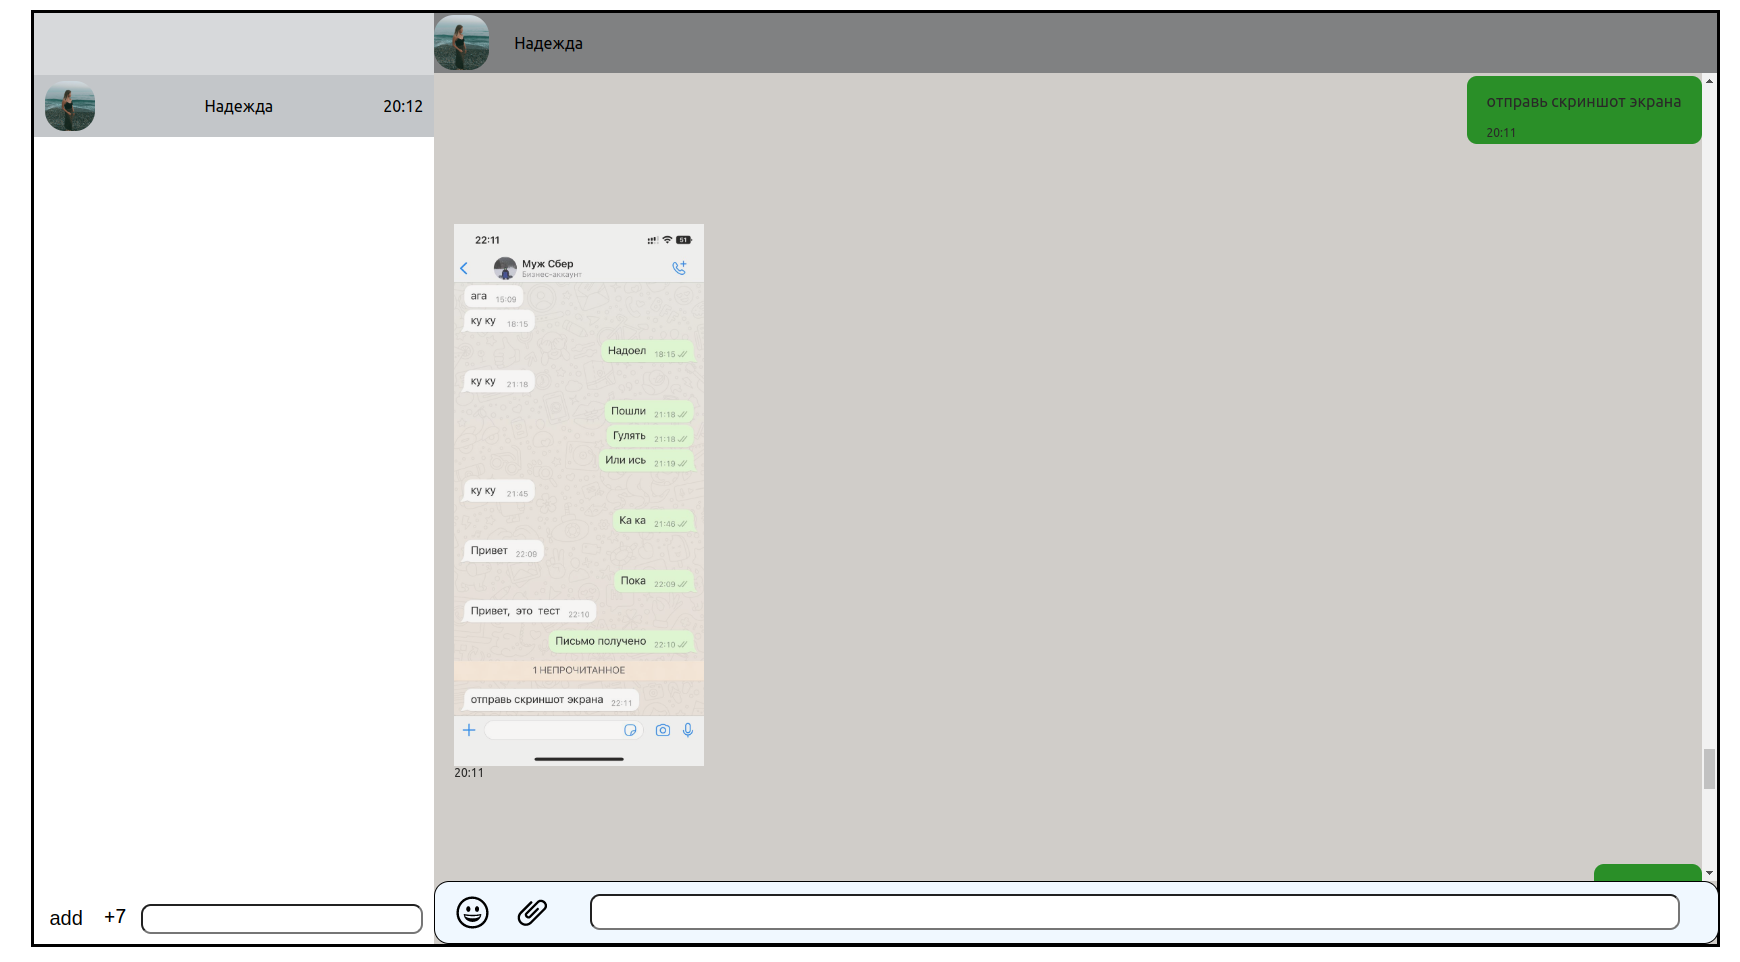 Надежда
Надежда
20:12
отправь скриншот экрана
20:11
22:11
51
Муж Сбер
Бизнес-аккаунт
ага 15:09
ку ку 18:15
Надоел 18:15
ку ку 21:18
Пошли 21:18
Гулять 21:18
Или ись 21:19
ку ку 21:45
Ка ка 21:46
Привет 22:09
Пока 22:09
Привет, это тест 22:10
Письмо получено 22:10
1 НЕПРОЧИТАННОЕ
отправь скриншот экрана 22:11
20:11
add +7